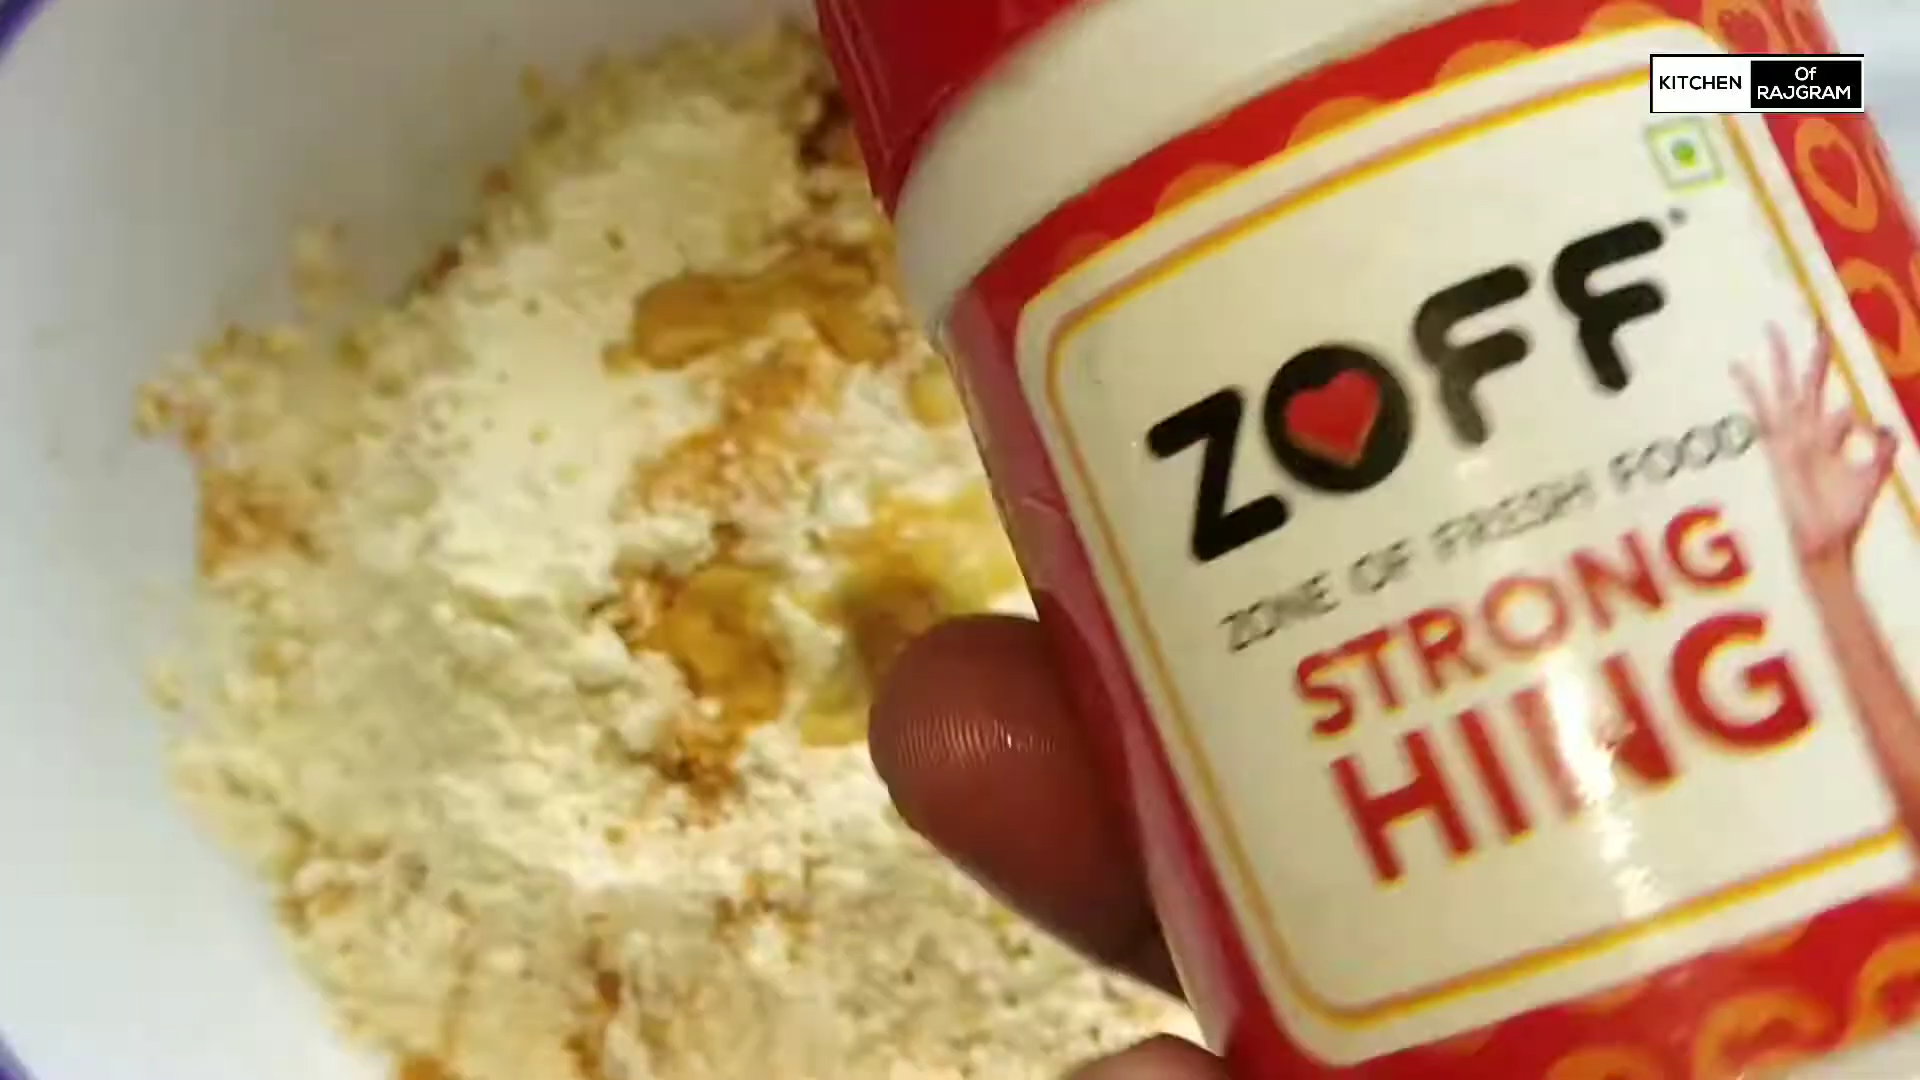 KITCHEN Of RAJGRAM
ZOFF
ZONE OF FRESH FOOD
STRONG
HING